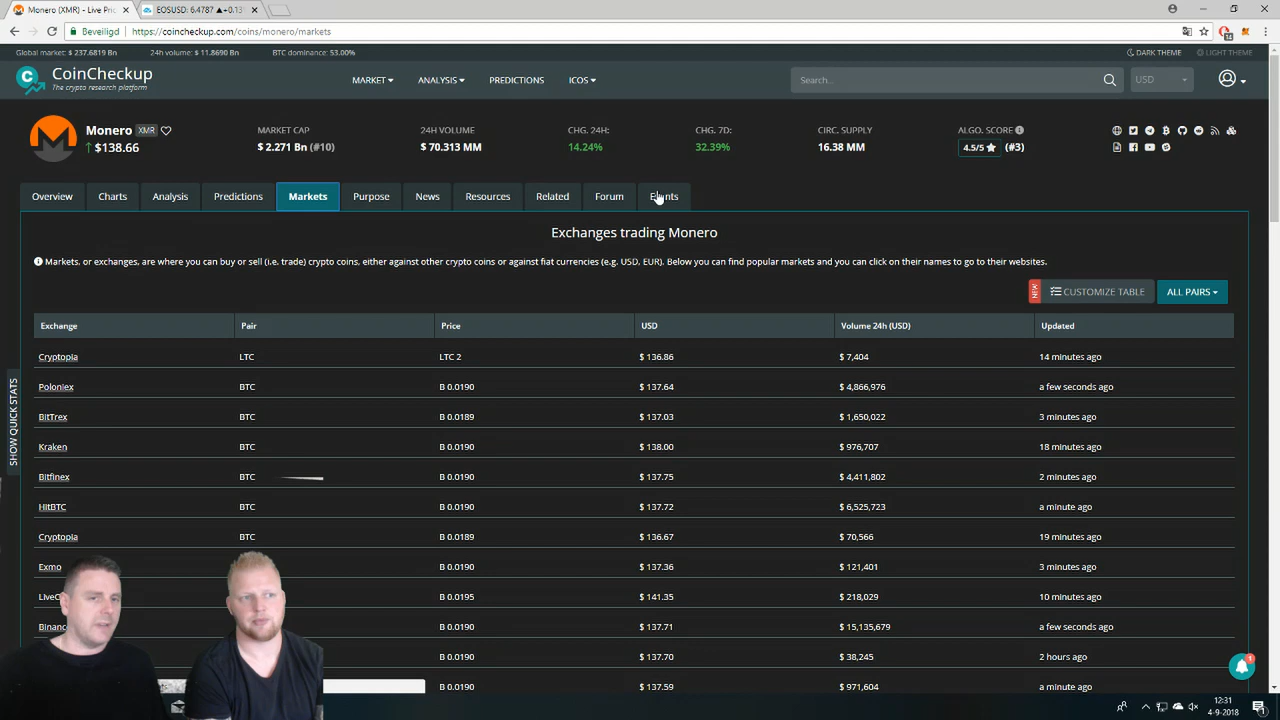 Monero (XMR) - Live Pric
EOSUSD: 6.4787 ▲+0.13
Beveiligd
https://coincheckup.com/coins/monero/markets
Global market: $ 237.6819 Bn
24h volume: $ 11.8690 Bn
BTC dominance: 53.00%
DARK THEME
LIGHT THEME
CoinCheckup
The crypto research platform
MARKET
ANALYSIS
PREDICTIONS
ICOS
Search...
USD
Monero XMR
↑ $138.66
MARKET CAP
$ 2.271 Bn (#10)
24H VOLUME
$ 70.313 MM
CHG. 24H:
14.24%
CHG. 7D:
32.39%
CIRC. SUPPLY
16.38 MM
ALGO. SCORE
4.5/5 ★ (#3)
Overview
Charts
Analysis
Predictions
Markets
Purpose
News
Resources
Related
Forum
Exchanges trading Monero
Markets, or exchanges, are where you can buy or sell (i.e. trade) crypto coins, either against other crypto coins or against fiat currencies (e.g. USD, EUR). Below you can find popular markets and you can click on their names to go to their websites.
NEW
CUSTOMIZE TABLE
ALL PAIRS
Exchange Pair Price USD Volume 24h (USD) Updated
Cryptopia LTC LTC 2 $ 136.86 $ 7,404 14 minutes ago
Poloniex BTC B 0.0190 $ 137.64 $ 4,866,976 a few seconds ago
BitTrex BTC B 0.0189 $ 137.03 $ 1,650,022 3 minutes ago
Kraken BTC B 0.0190 $ 138.00 $ 976,707 18 minutes ago
Bitfinex BTC B 0.0190 $ 137.75 $ 4,411,802 2 minutes ago
HitBTC BTC B 0.0190 $ 137.72 $ 6,525,723 a minute ago
Cryptopia BTC B 0.0189 $ 136.67 $ 70,566 19 minutes ago
Exmo B 0.0190 $ 137.36 $ 121,401 3 minutes ago
B 0.0195 $ 141.35 $ 218,029 10 minutes ago
B 0.0190 $ 137.71 $ 15,135,679 a few seconds ago
B 0.0190 $ 137.70 $ 38,245 2 hours ago
B 0.0190 $ 137.59 $ 971,604 a minute ago
SHOW QUICK STATS
1
12:31
4-9-2018